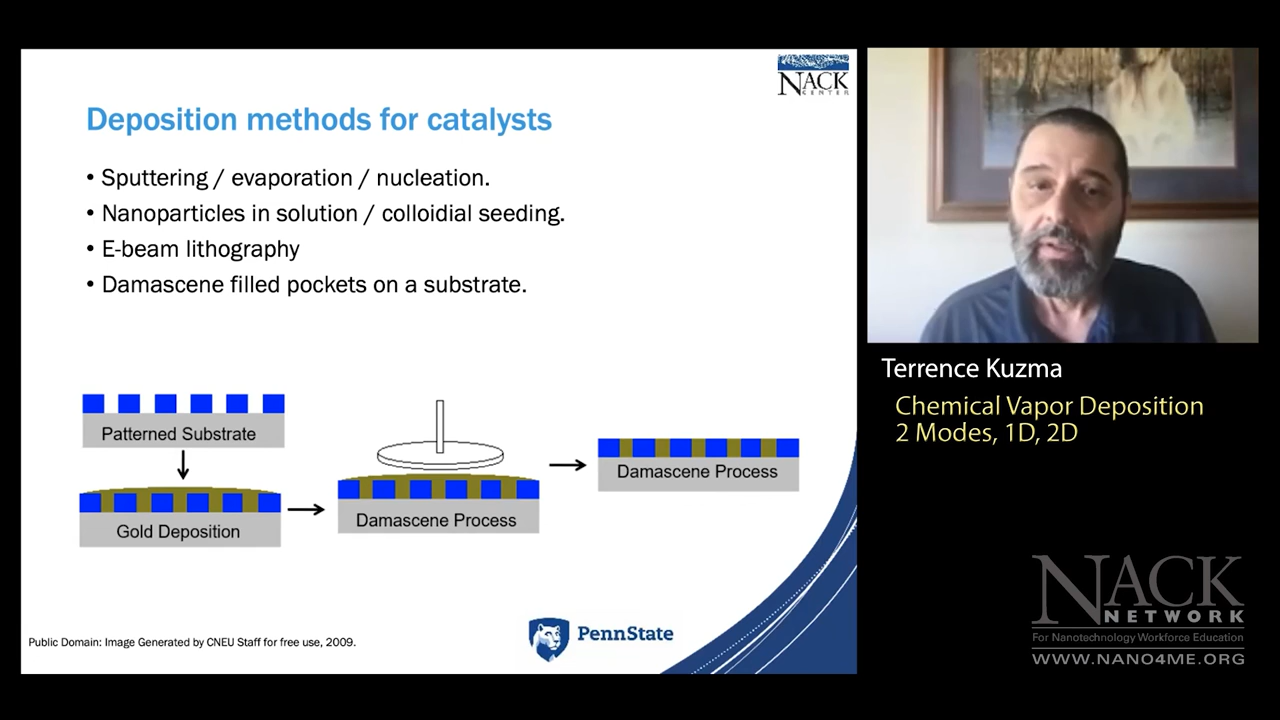 NACK
CENTER
Deposition methods for catalysts
• Sputtering / evaporation / nucleation.
• Nanoparticles in solution / colloidial seeding.
• E-beam lithography
• Damascene filled pockets on a substrate.
Patterned Substrate
Gold Deposition
Damascene Process
Damascene Process
Public Domain: Image Generated by CNEU Staff for free use, 2009.
PennState
Terrence Kuzma
Chemical Vapor Deposition
2 Modes, 1D, 2D
NACK
NETWORK
For Nanotechnology Workforce Education
WWW.NANO4ME.ORG